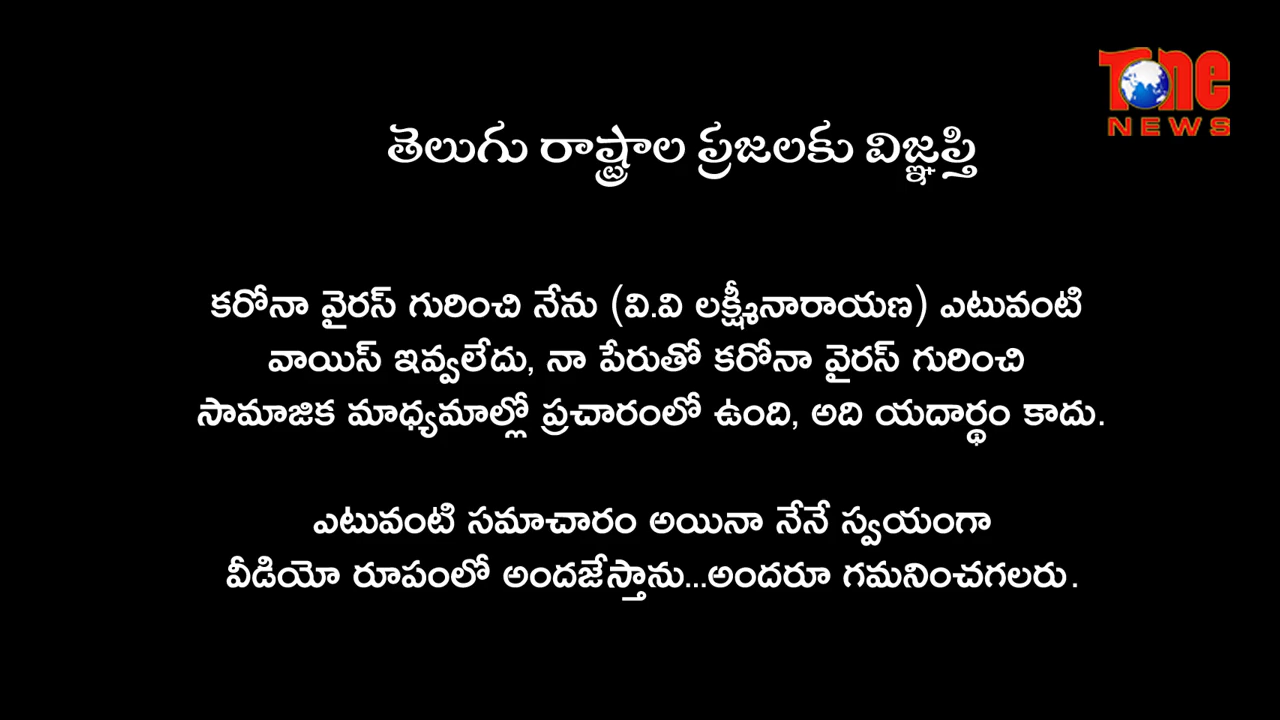 Tone
NEWS
తెలుగు రాష్ట్రాల ప్రజలకు విజ్ఞప్తి
కరోనా వైరస్ గురించి నేను (వి.వి లక్ష్మీనారాయణ) ఎటువంటి
వాయిస్ ఇవ్వలేదు, నా పేరుతో కరోనా వైరస్ గురించి
సామాజిక మాధ్యమాల్లో ప్రచారంలో ఉంది, అది యదార్థం కాదు.
ఎటువంటి సమాచారం అయినా నేనే స్వయంగా
వీడియో రూపంలో అందజేస్తాను...అందరూ గమనించగలరు.